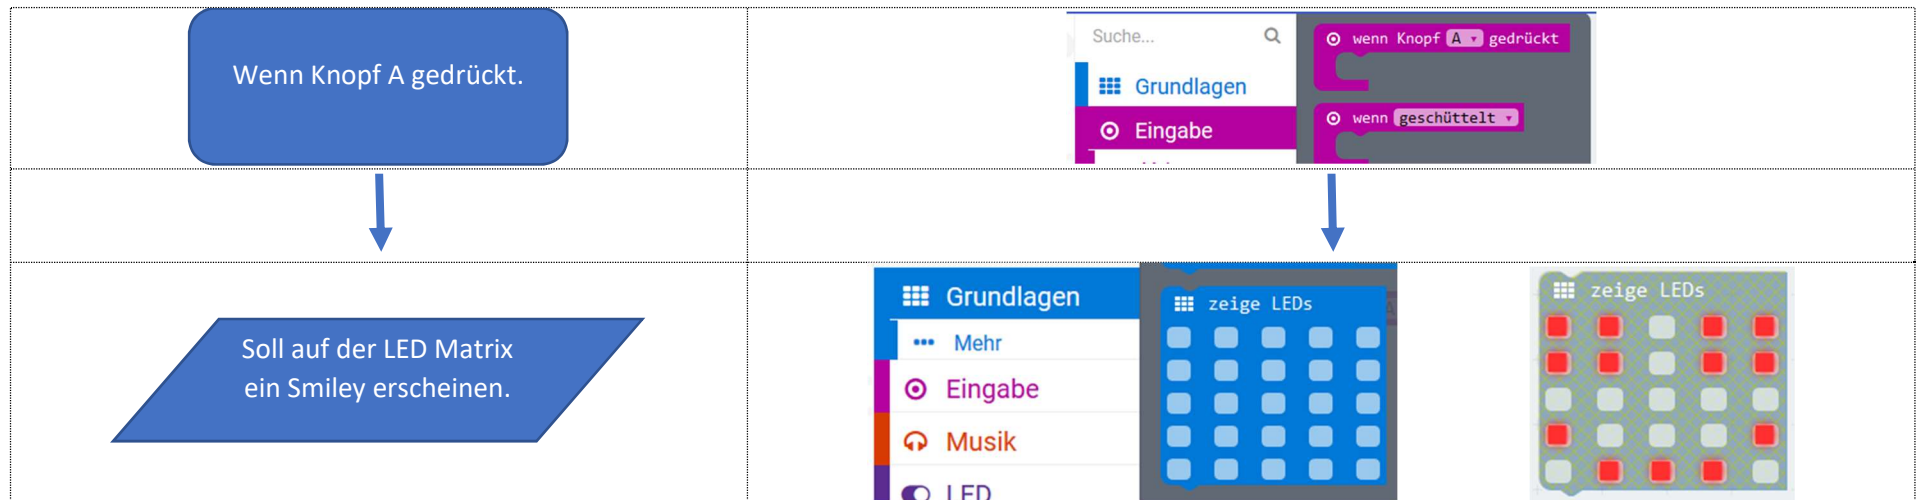 Wenn Knopf A gedrückt.
Suche...
Grundlagen
Eingabe
wenn Knopf A gedrückt
wenn geschüttelt
Soll auf der LED Matrix
ein Smiley erscheinen.
Grundlagen
Mehr
Eingabe
Musik
LED
zeige LEDs
zeige LEDs